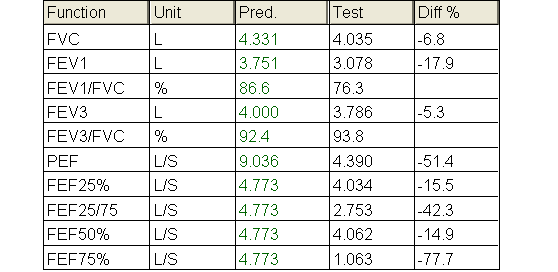 Function Unit Pred. Test Diff %
FVC L 4.331 4.035 -6.8
FEV1 L 3.751 3.078 -17.9
FEV1/FVC % 86.6 76.3
FEV3 L 4.000 3.786 -5.3
FEV3/FVC % 92.4 93.8
PEF L/S 9.036 4.390 -51.4
FEF25% L/S 4.773 4.034 -15.5
FEF25/75 L/S 4.773 2.753 -42.3
FEF50% L/S 4.773 4.062 -14.9
FEF75% L/S 4.773 1.063 -77.7